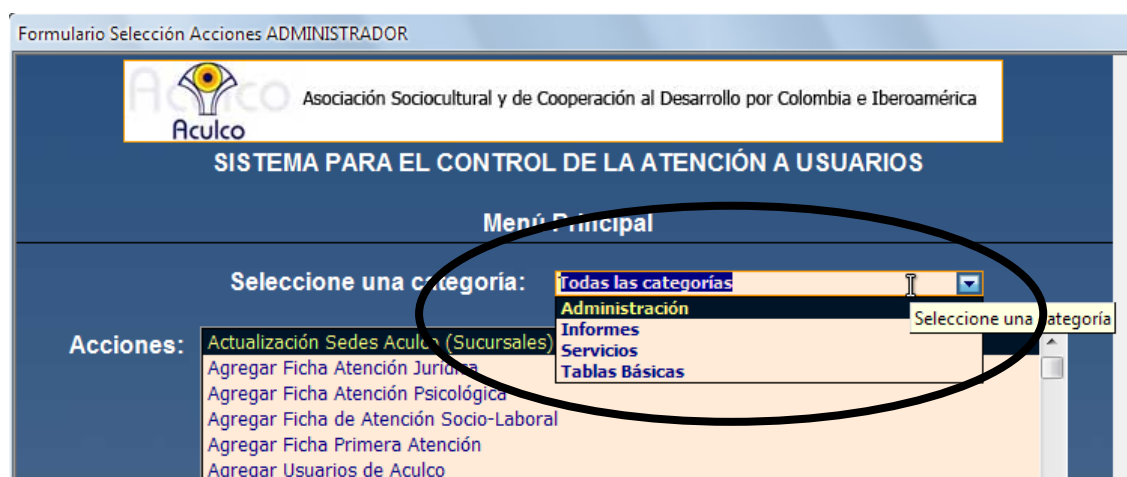 Formulario Selección Acciones ADMINISTRADOR
Aculco
Asociación Sociocultural y de Cooperación al Desarrollo por Colombia e Iberoamérica
Aculco
SISTEMA PARA EL CONTROL DE LA ATENCIÓN A USUARIOS
Menú Principal
Seleccione una categoría:
Todas las categorías
Administración
Informes
Servicios
Tablas Básicas
Seleccione una categoría
Acciones:
Actualización Sedes Aculco (Sucursales)
Agregar Ficha Atención Jurídica
Agregar Ficha Atención Psicológica
Agregar Ficha de Atención Socio-Laboral
Agregar Ficha Primera Atención
Agregar Usuarios de Aculco